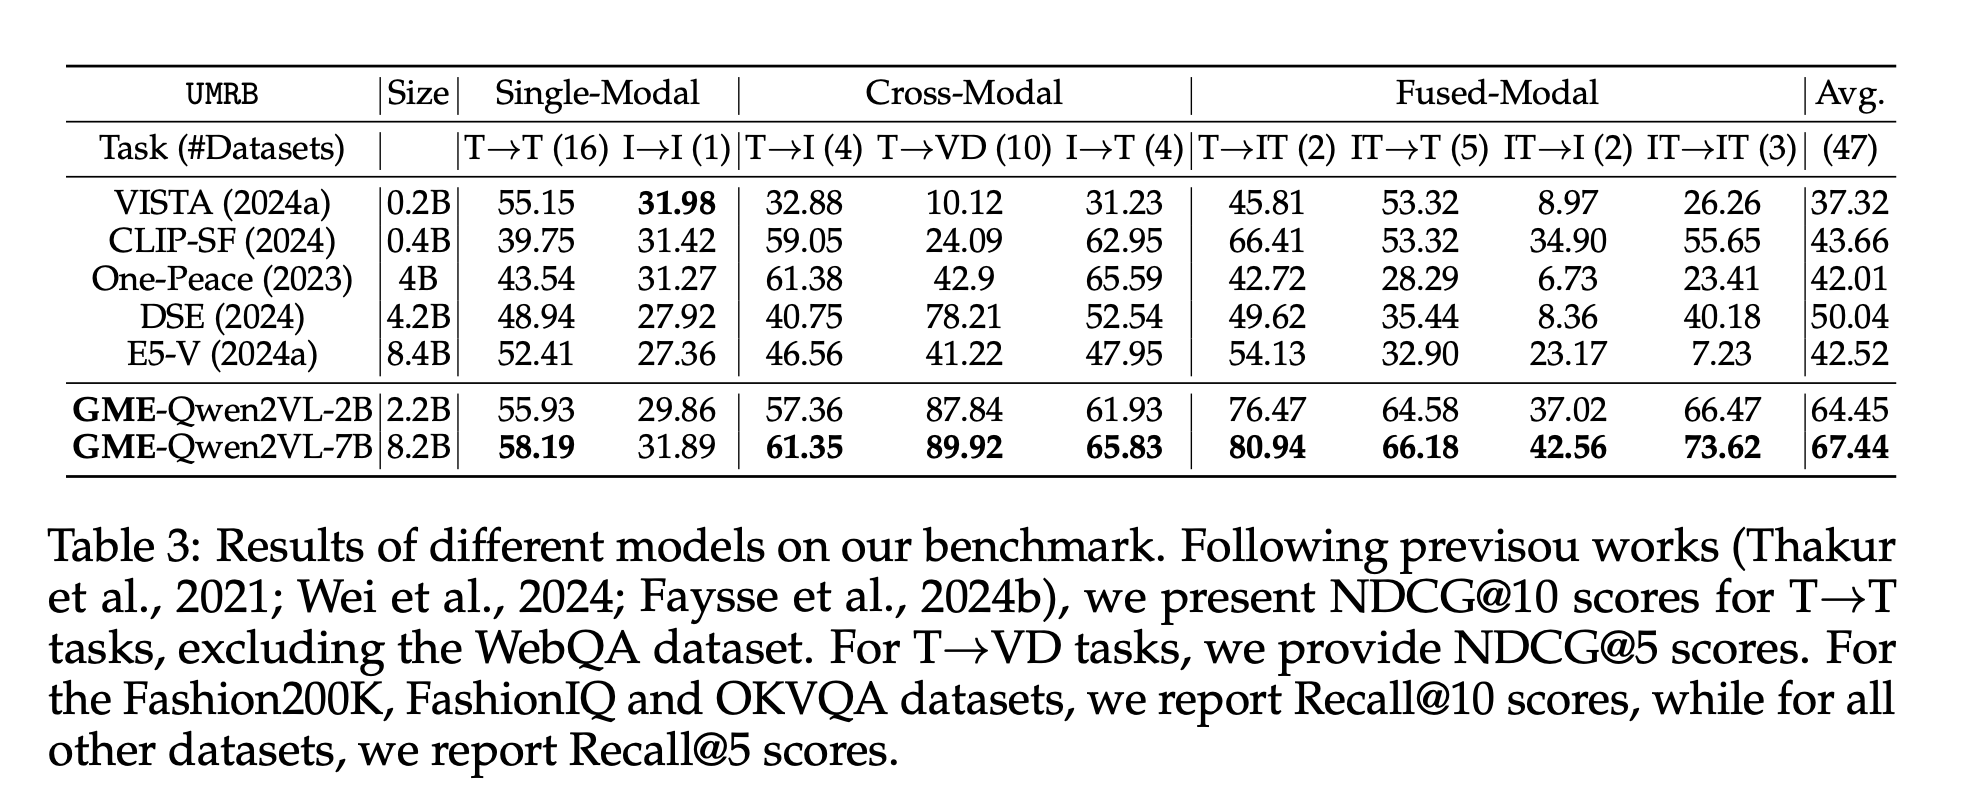 UMRB Size Single-Modal Cross-Modal Fused-Modal Avg.
Task (#Datasets) T→T (16) I→I (1) T→I (4) T→VD (10) I→T (4) T→IT (2) IT→T (5) IT→I (2) IT→IT (3) (47)
VISTA (2024a) 0.2B 55.15 31.98 32.88 10.12 31.23 45.81 53.32 8.97 26.26 37.32
CLIP-SF (2024) 0.4B 39.75 31.42 59.05 24.09 62.95 66.41 53.32 34.90 55.65 43.66
One-Peace (2023) 4B 43.54 31.27 61.38 42.9 65.59 42.72 28.29 6.73 23.41 42.01
DSE (2024) 4.2B 48.94 27.92 40.75 78.21 52.54 49.62 35.44 8.36 40.18 50.04
E5-V (2024a) 8.4B 52.41 27.36 46.56 41.22 47.95 54.13 32.90 23.17 7.23 42.52
GME-Qwen2VL-2B 2.2B 55.93 29.86 57.36 87.84 61.93 76.47 64.58 37.02 66.47 64.45
GME-Qwen2VL-7B 8.2B 58.19 31.89 61.35 89.92 65.83 80.94 66.18 42.56 73.62 67.44
Table 3: Results of different models on our benchmark. Following previsou works (Thakur
et al., 2021; Wei et al., 2024; Faysse et al., 2024b), we present NDCG@10 scores for T→T
tasks, excluding the WebQA dataset. For T→VD tasks, we provide NDCG@5 scores. For
the Fashion200K, FashionIQ and OKVQA datasets, we report Recall@10 scores, while for all
other datasets, we report Recall@5 scores.